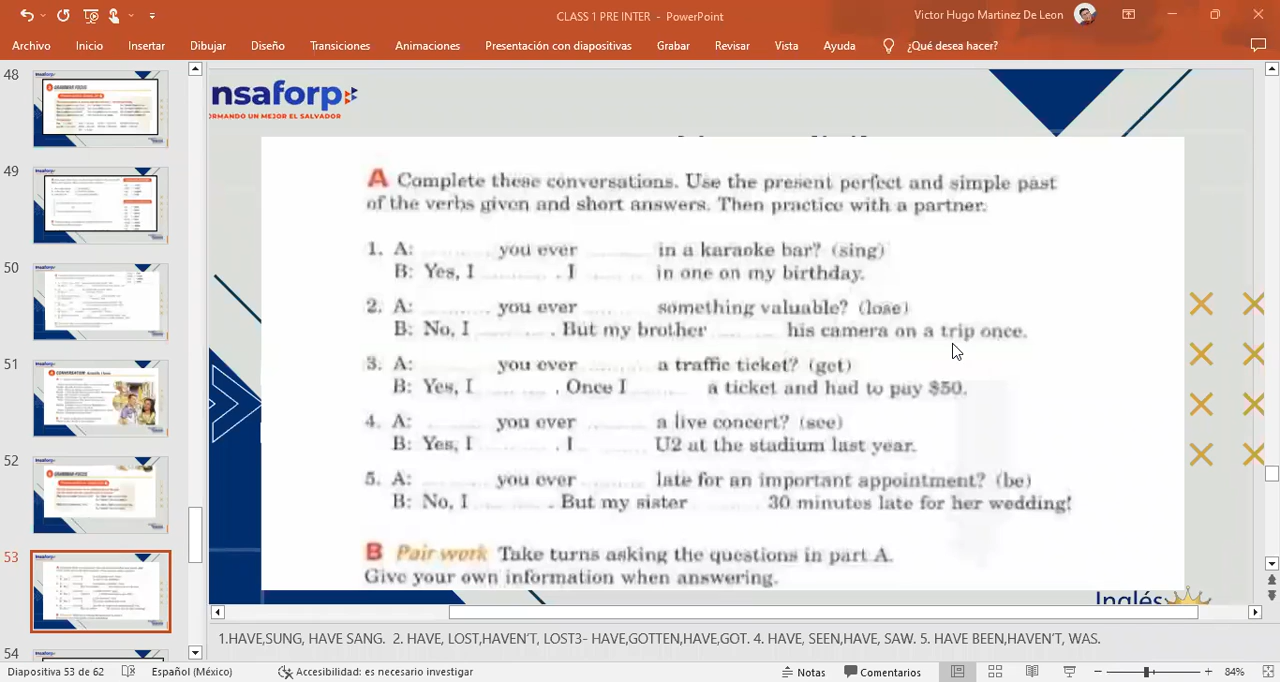 CLASS 1 PRE INTER - PowerPoint
Victor Hugo Martinez De Leon
Archivo Inicio Insertar Dibujar Diseño Transiciones Animaciones Presentación con diapositivas Grabar Revisar Vista Ayuda ¿Qué desea hacer?
48
49
50
51
52
53
54
nsaforp
ORMANDO UN MEJOR EL SALVADOR
A Complete these conversations. Use the present perfect and simple past
of the verbs given and short answers. Then practice with a partner.
1. A: ........ you ever ........ in a karaoke bar? (sing)
B: Yes, I ........ . I ........ in one on my birthday.
2. A: ........ you ever ........ something valuable? (lose)
B: No, I ........ . But my brother ........ his camera on a trip once.
3. A: ........ you ever ........ a traffic ticket? (get)
B: Yes, I ........ . Once I ........ a ticket and had to pay $50.
4. A: ........ you ever ........ a live concert? (see)
B: Yes, I ........ . I ........ U2 at the stadium last year.
5. A: ........ you ever ........ late for an important appointment? (be)
B: No, I ........ . But my sister ........ 30 minutes late for her wedding!
B Pair work Take turns asking the questions in part A.
Give your own information when answering.
Inglés
1.HAVE,SUNG, HAVE SANG. 2. HAVE, LOST,HAVEN'T, LOST3- HAVE,GOTTEN,HAVE,GOT. 4. HAVE, SEEN,HAVE, SAW. 5. HAVE BEEN,HAVEN'T, WAS.
Diapositiva 53 de 62 Español (México) Accesibilidad: es necesario investigar Notas Comentarios 84%